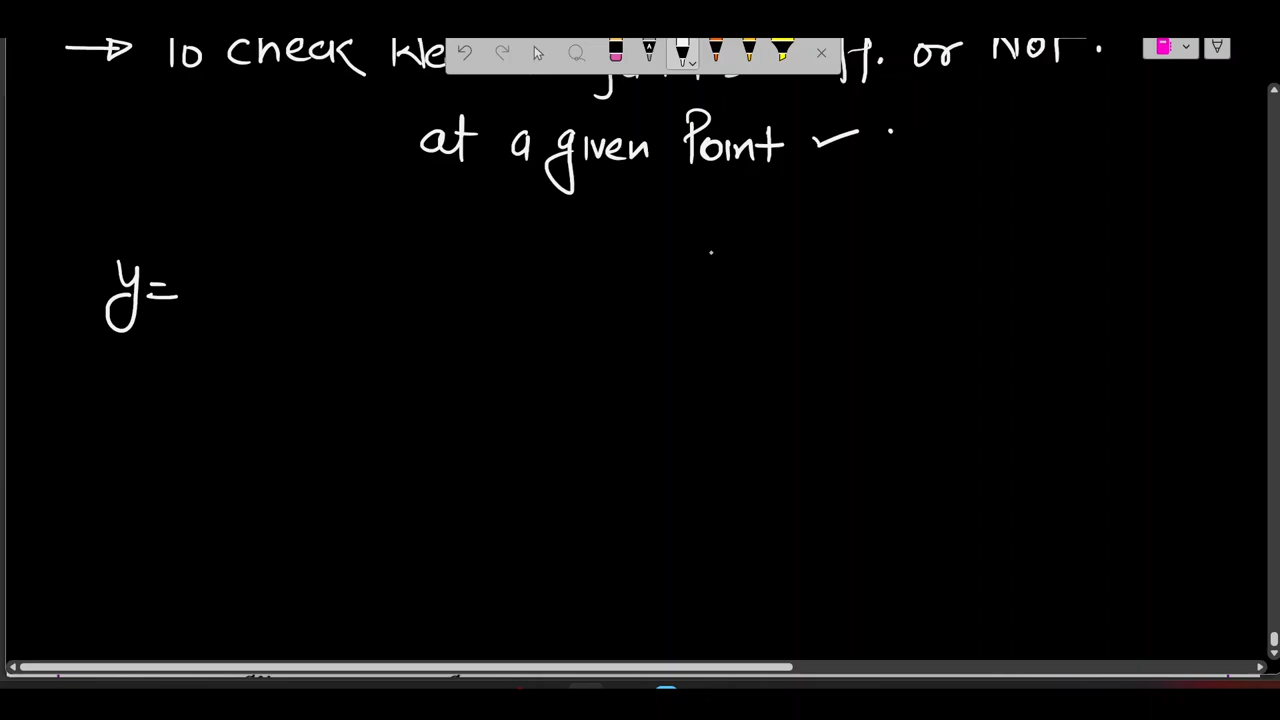 → To check or Not.
at a given Point ✓ .
y=